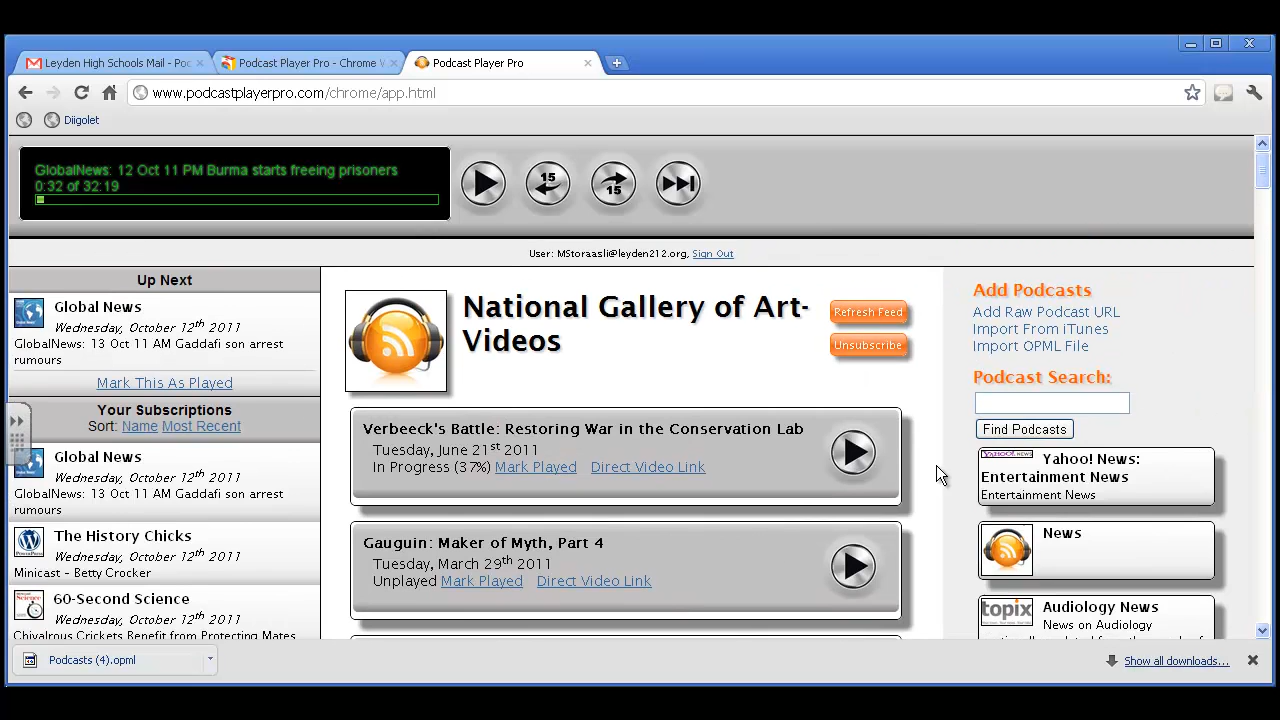 Leyden High Schools Mail - Poc
Podcast Player Pro - Chrome V
Podcast Player Pro
www.podcastplayerpro.com/chrome/app.html
Diigolet
GlobalNews: 12 Oct 11 PM Burma starts freeing prisoners
0:32 of 32:19
15
15
User: MStoraasli@leyden212.org, Sign Out
Up Next
Global News
Wednesday, October 12th 2011
GlobalNews: 13 Oct 11 AM Gaddafi son arrest
rumours
Mark This As Played
Your Subscriptions
Sort: Name Most Recent
Global News
Wednesday, October 12th 2011
GlobalNews: 13 Oct 11 AM Gaddafi son arrest
rumours
The History Chicks
Wednesday, October 12th 2011
Minicast - Betty Crocker
60-Second Science
Wednesday, October 12th 2011
Chivalrous Crickets Benefit from Protecting Mates
National Gallery of Art-
Videos
Refresh Feed
Unsubscribe
Verbeeck's Battle: Restoring War in the Conservation Lab
Tuesday, June 21st 2011
In Progress (37%) Mark Played Direct Video Link
Gauguin: Maker of Myth, Part 4
Tuesday, March 29th 2011
Unplayed Mark Played Direct Video Link
Add Podcasts
Add Raw Podcast URL
Import From iTunes
Import OPML File
Podcast Search:
Find Podcasts
YAHOO! NEWS
Yahoo! News:
Entertainment News
Entertainment News
News
topix
Audiology News
News on Audiology
Podcasts (4).opml
Show all downloads...